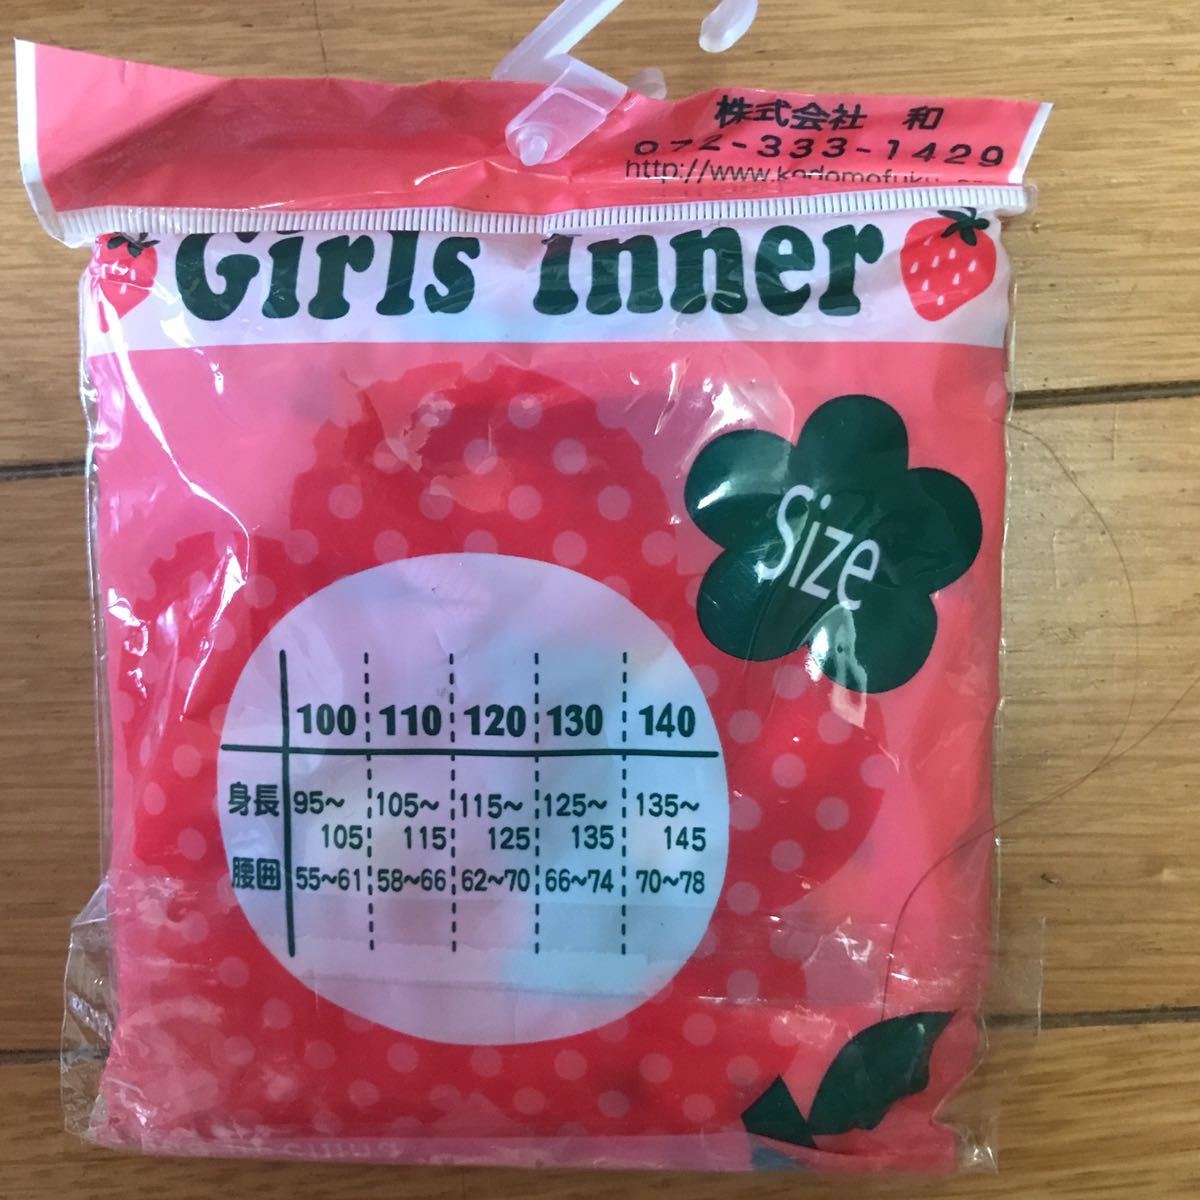 株式会社 和
072-333-1429
http://www.kodomofuku
Girls Inner
Size
100 110 120 130 140
身長 95～105 105～115 115～125 125～135 135～145
腰囲 55～61 58～66 62～70 66～74 70～78